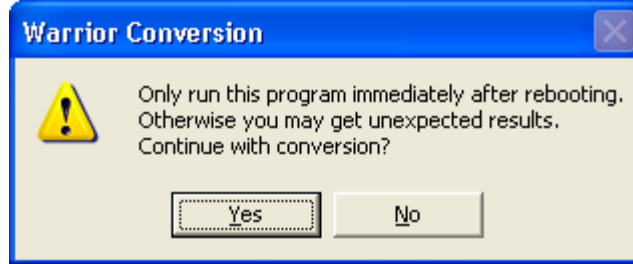 Warrior Conversion
Only run this program immediately after rebooting.
Otherwise you may get unexpected results.
Continue with conversion?
Yes
No